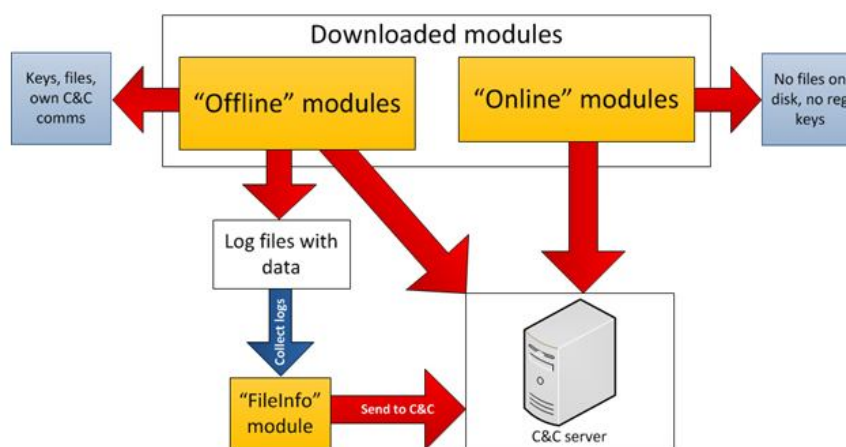 Downloaded modules
Keys, files,
own C&C
comms
“Offline” modules
“Online” modules
No files on
disk, no reg
keys
Log files with
data
Collect logs
“FileInfo”
module
Send to C&C
C&C server